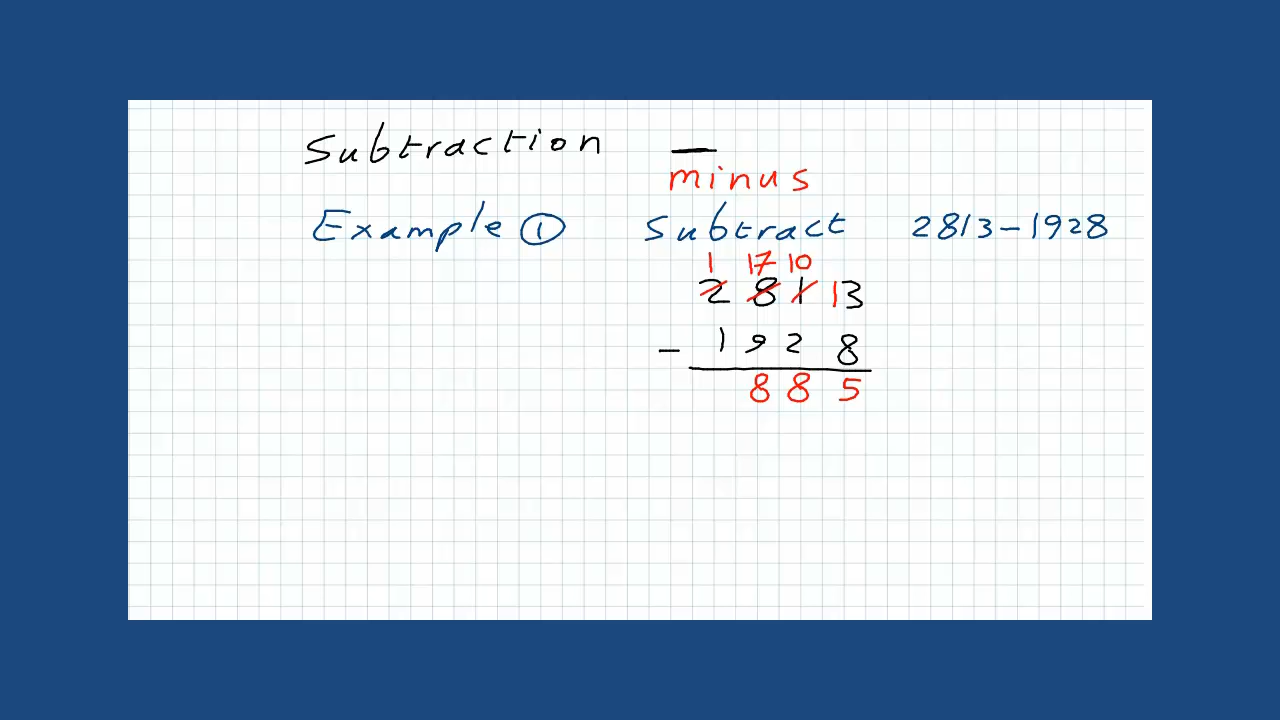 Subtraction —
minus
Example ① Subtract 2813-1928
1 17 10
2 8 1 13
- 1 9 2 8
8 8 5